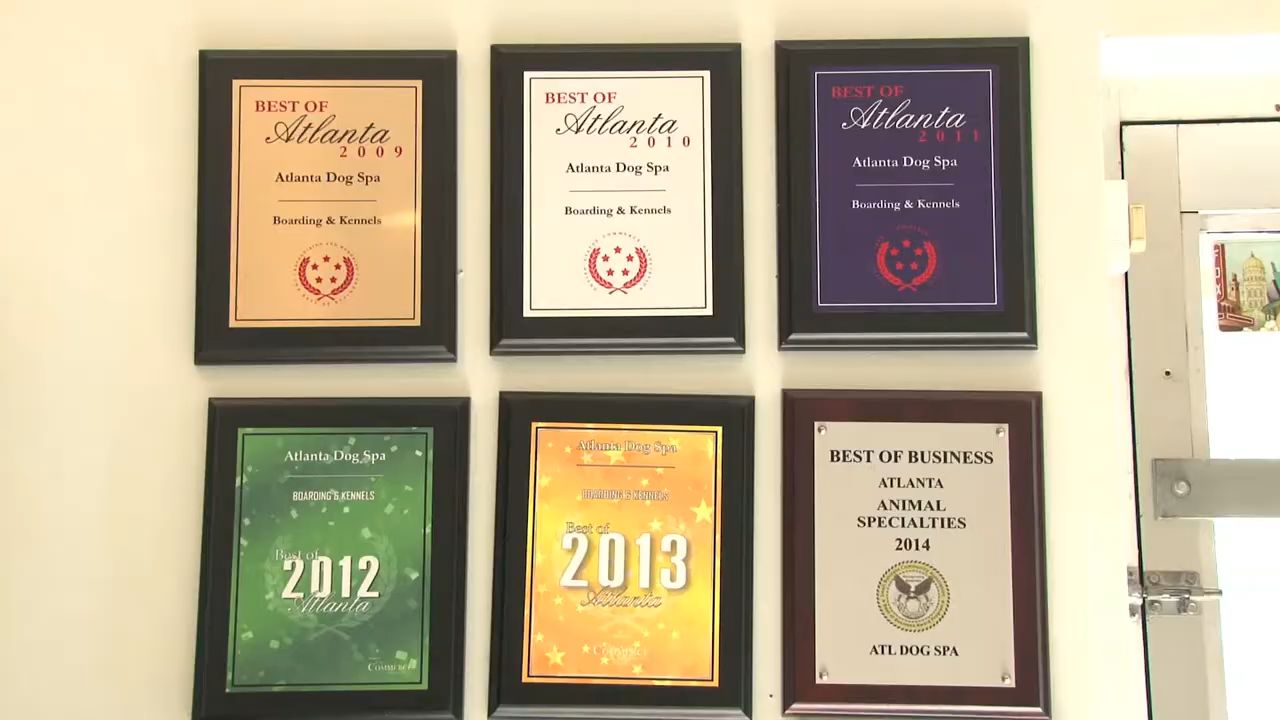 BEST OF
Atlanta
2009
Atlanta Dog Spa
Boarding & Kennels
BEST OF
Atlanta
2010
Atlanta Dog Spa
Boarding & Kennels
BEST OF
Atlanta
2011
Atlanta Dog Spa
Boarding & Kennels
Atlanta Dog Spa
BOARDING & KENNELS
Best of
2012
Atlanta
Atlanta Dog Spa
BOARDING & KENNELS
Best of
2013
Atlanta
BEST OF BUSINESS
ATLANTA
ANIMAL
SPECIALTIES
2014
ATL DOG SPA